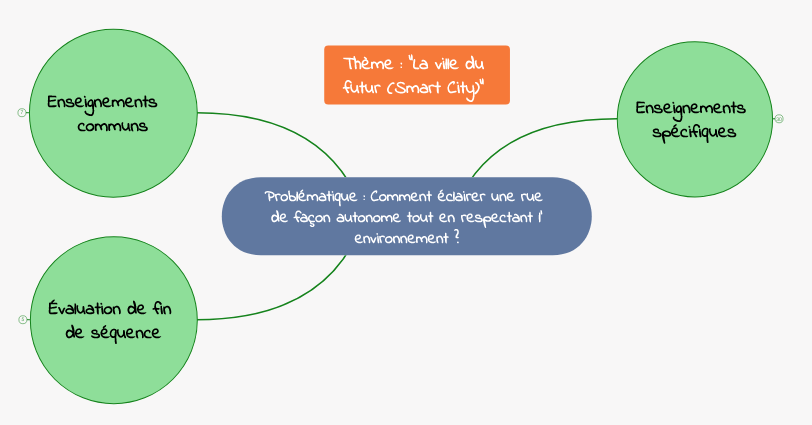 Thème : "La ville du
futur (Smart City)"
Enseignements
communs
Enseignements
spécifiques
Problématique : Comment éclairer une rue
de façon autonome tout en respectant l'
environnement ?
Évaluation de fin
de séquence